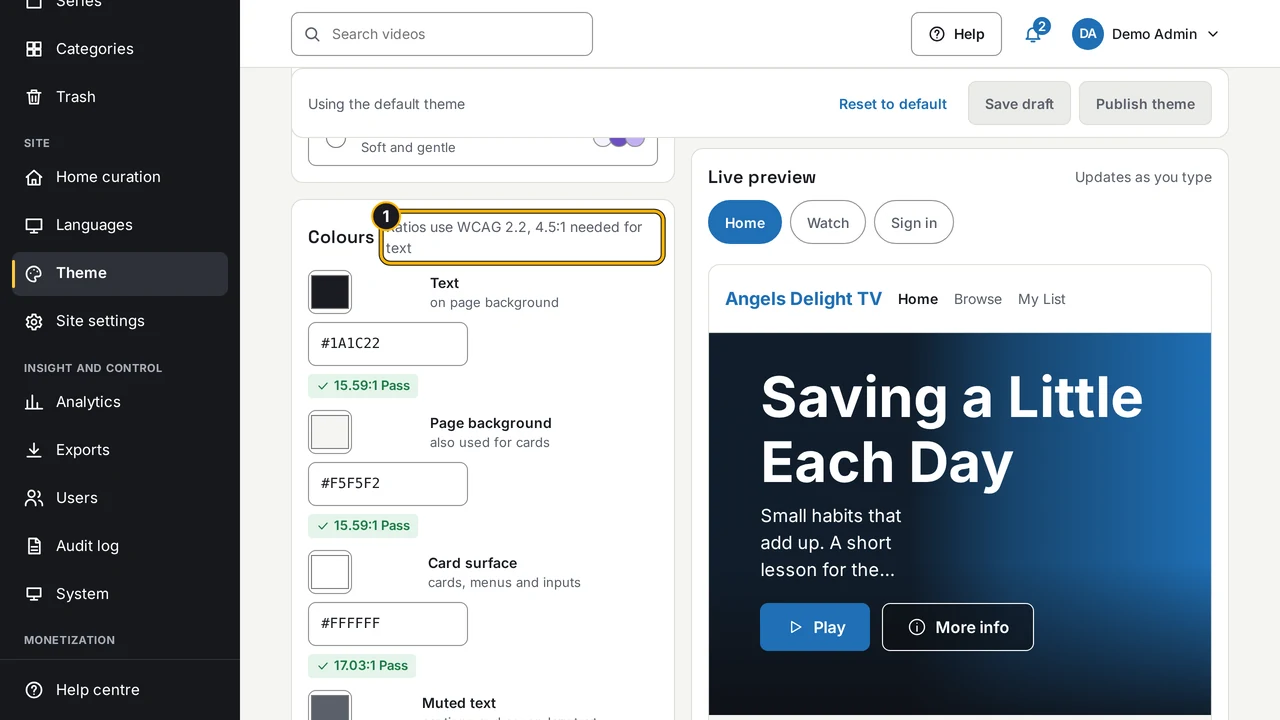 Series
Categories
Trash
SITE
Home curation
Languages
Theme
Site settings
INSIGHT AND CONTROL
Analytics
Exports
Users
Audit log
System
MONETIZATION
Help centre
Search videos
Help
2
DA
Demo Admin
Using the default theme
Reset to default
Save draft
Publish theme
Soft and gentle
Colours
1
Ratios use WCAG 2.2, 4.5:1 needed for
text
Text
on page background
#1A1C22
15.59:1 Pass
Page background
also used for cards
#F5F5F2
15.59:1 Pass
Card surface
cards, menus and inputs
#FFFFFF
17.03:1 Pass
Muted text
Live preview
Updates as you type
Home
Watch
Sign in
Angels Delight TV
Home
Browse
My List
Saving a Little
Each Day
Small habits that
add up. A short
lesson for the...
Play
More info